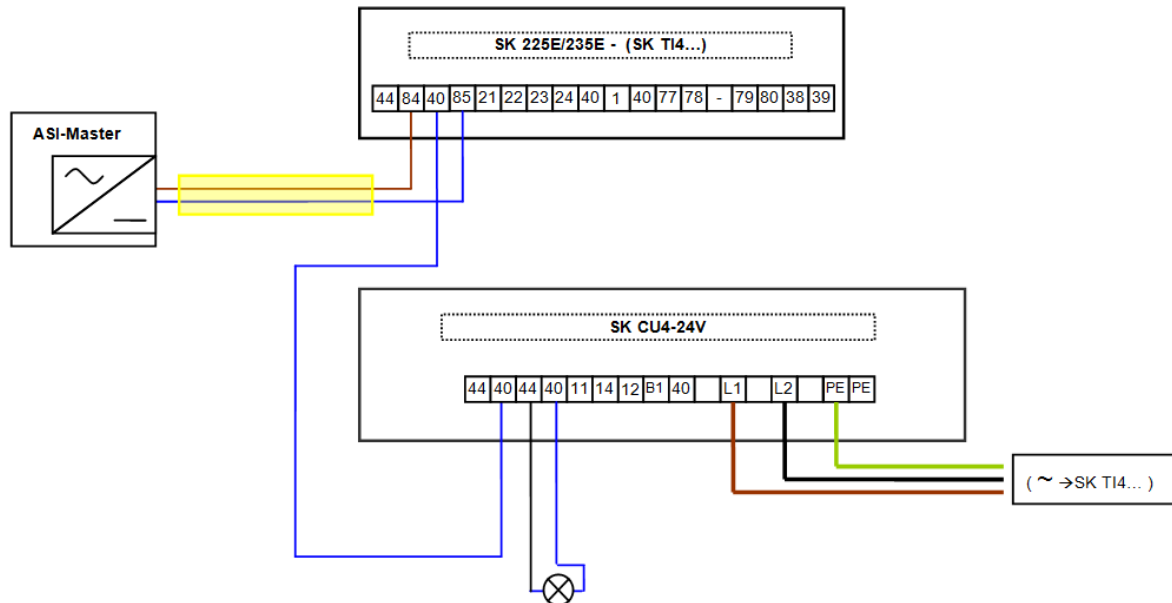 SK 225E/235E - (SK TI4...)
44 84 40 85 21 22 23 24 40 1 40 77 78 - 79 80 38 39
ASI-Master
SK CU4-24V
44 40 44 40 11 14 12 B1 40 L1 L2 PE PE
( ~ →SK TI4... )